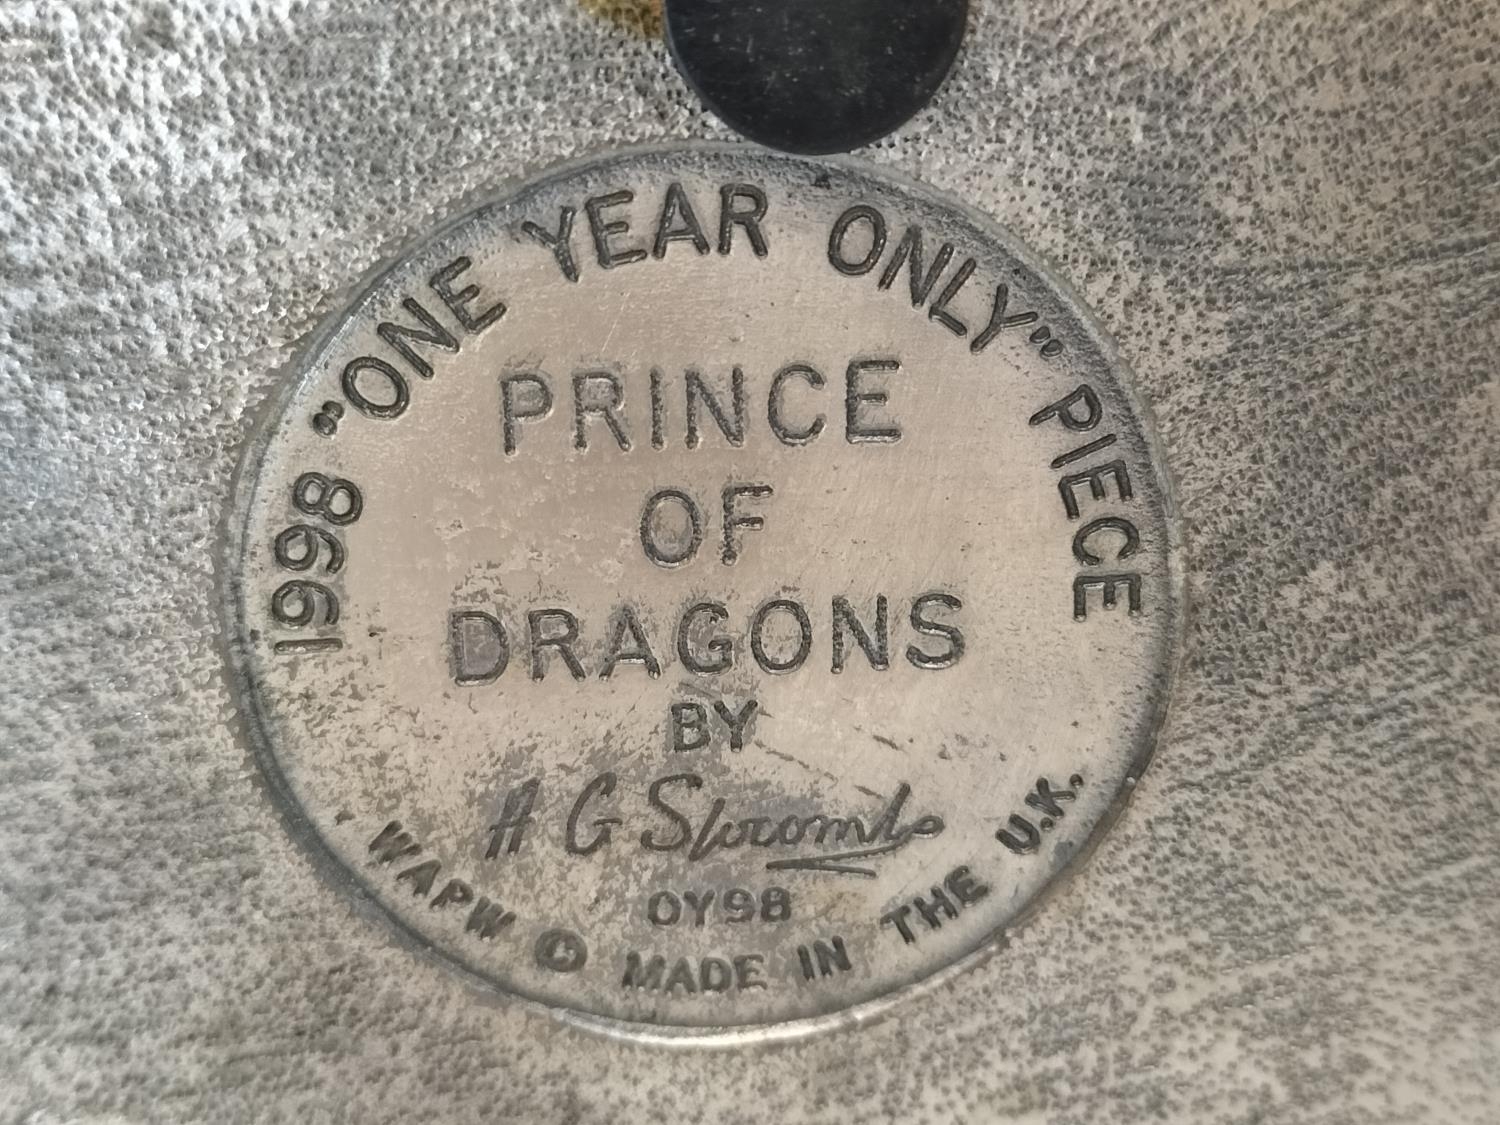 1998 "ONE YEAR ONLY" PIECE
PRINCE
OF
DRAGONS
BY
A G Slocombe
OY98
WAPW © MADE IN THE U.K.